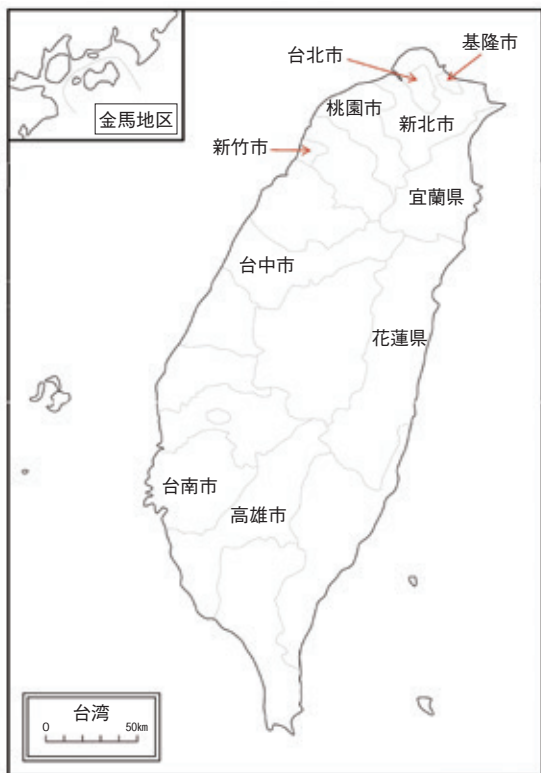 金馬地区
台北市
基隆市
桃園市
新北市
新竹市
宜蘭県
台中市
花蓮県
台南市
高雄市
台湾
0 50km